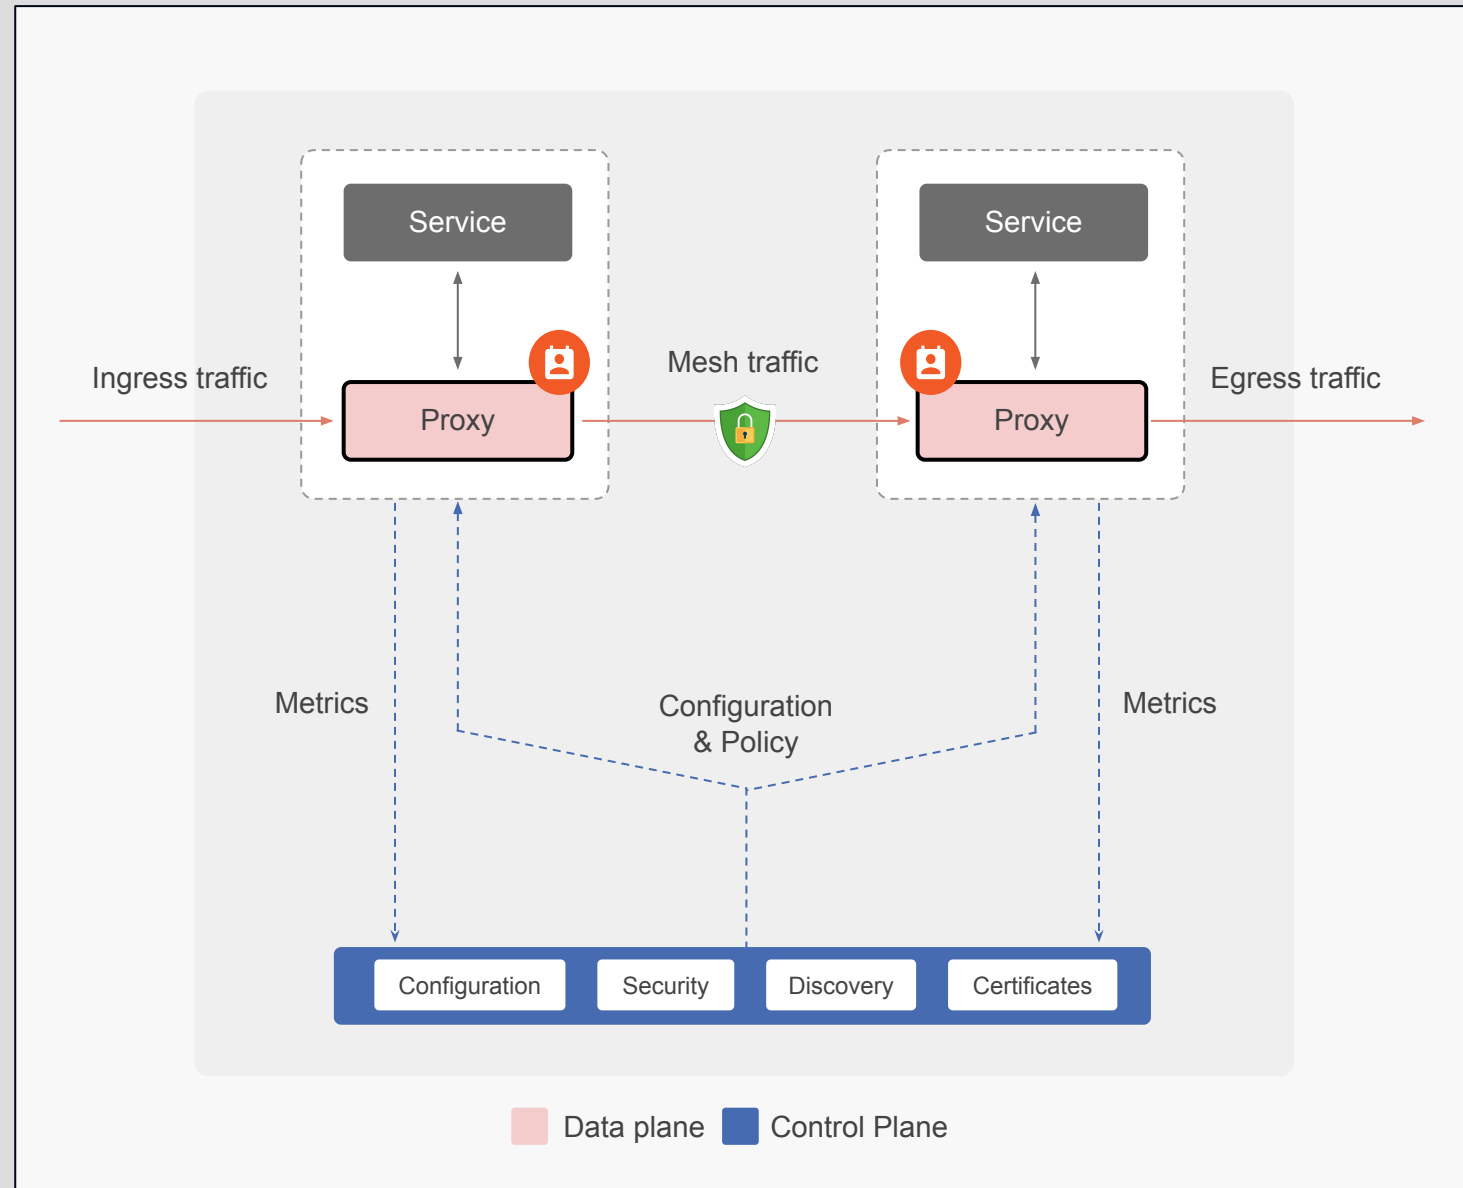 Service
Service
Mesh traffic
Ingress traffic
Egress traffic
Proxy
Proxy
Metrics
Configuration
& Policy
Metrics
Configuration
Security
Discovery
Certificates
Data plane
Control Plane